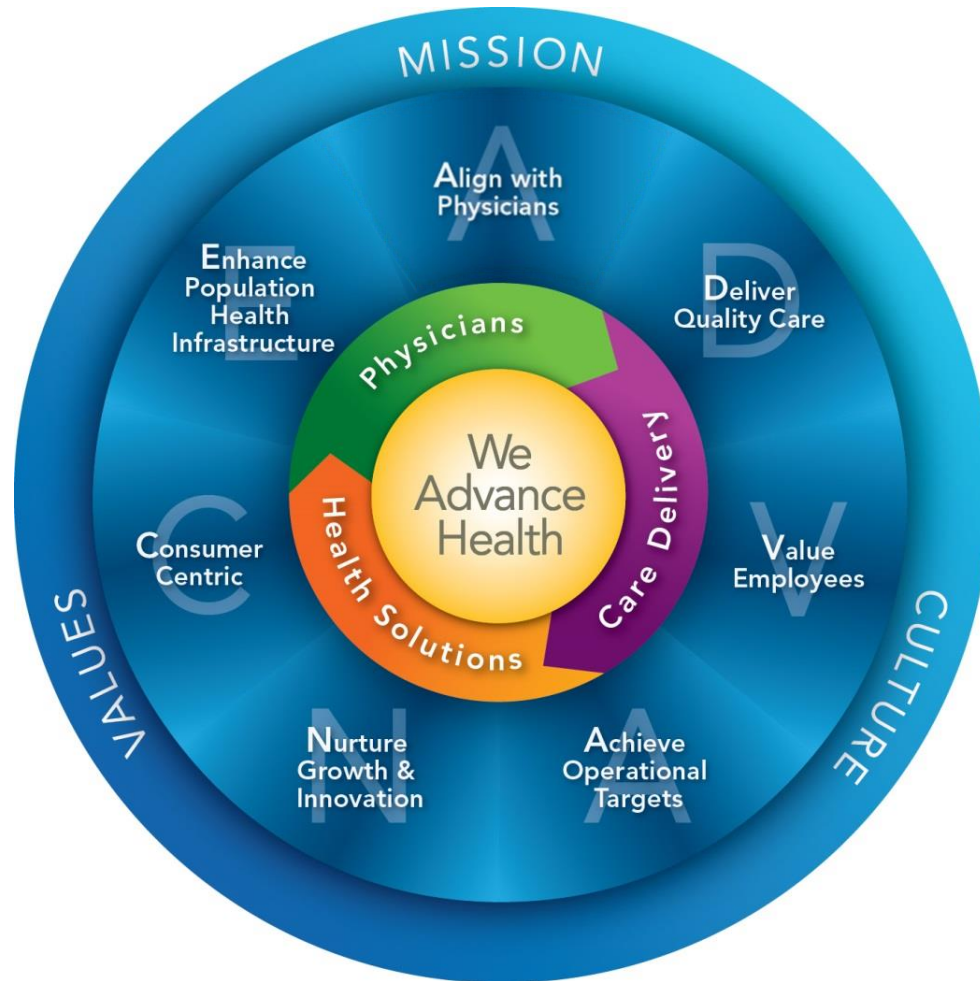 MISSION
A
Align with
Physicians
D
Deliver
Quality Care
V
Value
Employees
A
Achieve
Operational
Targets
N
Nurture
Growth &
Innovation
C
Consumer
Centric
E
Enhance
Population
Health
Infrastructure
CULTURE
VALUES
Physicians
Care Delivery
Health Solutions
We
Advance
Health